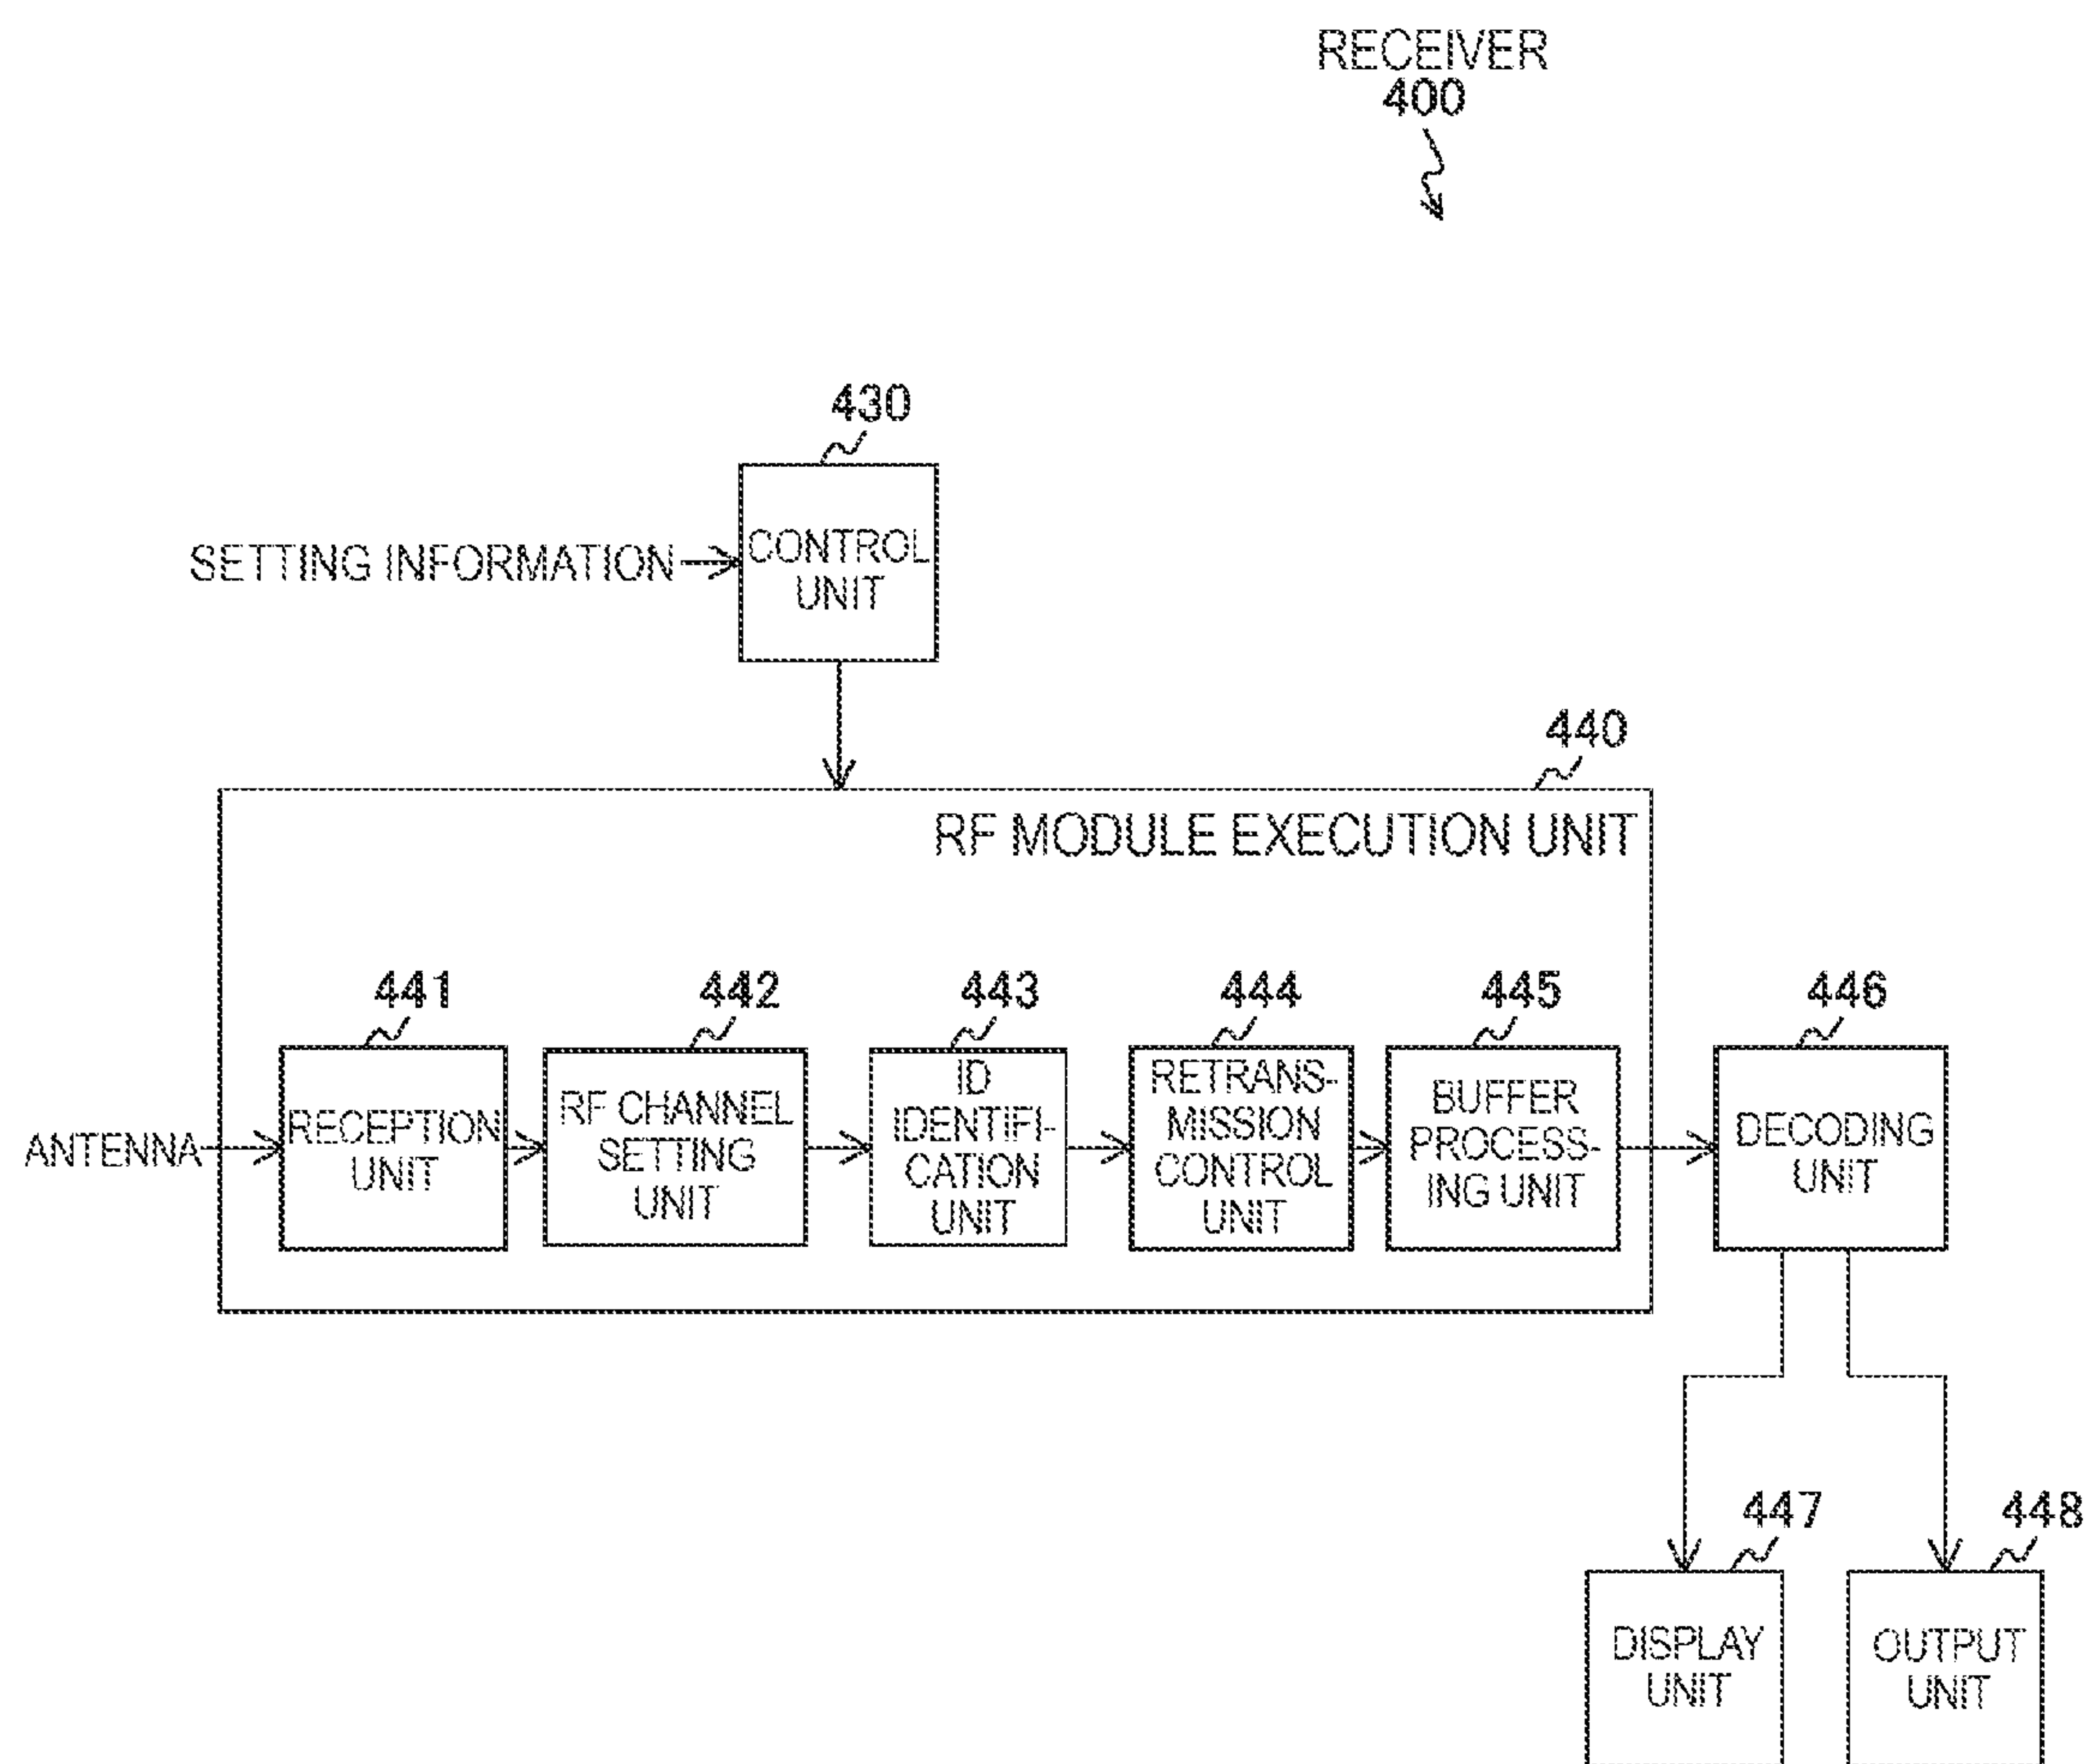 RECEIVER
400
430
SETTING INFORMATION
CONTROL
UNIT
440
RF MODULE EXECUTION UNIT
441
442
443
444
445
446
ANTENNA
RECEPTION
UNIT
RF CHANNEL
SETTING
UNIT
ID
IDENTIFI-
CATION
UNIT
RETRANS-
MISSION
CONTROL
UNIT
BUFFER
PROCESS-
ING UNIT
DECODING
UNIT
447
448
DISPLAY
UNIT
OUTPUT
UNIT